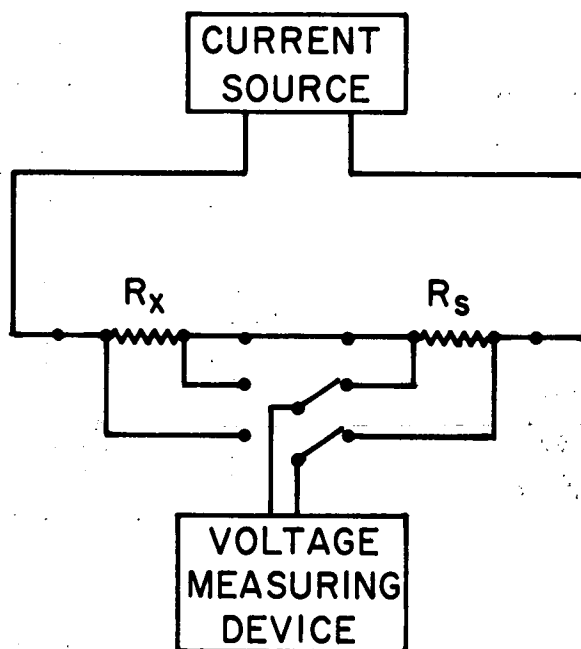 CURRENT
SOURCE
Rx
Rs
VOLTAGE
MEASURING
DEVICE